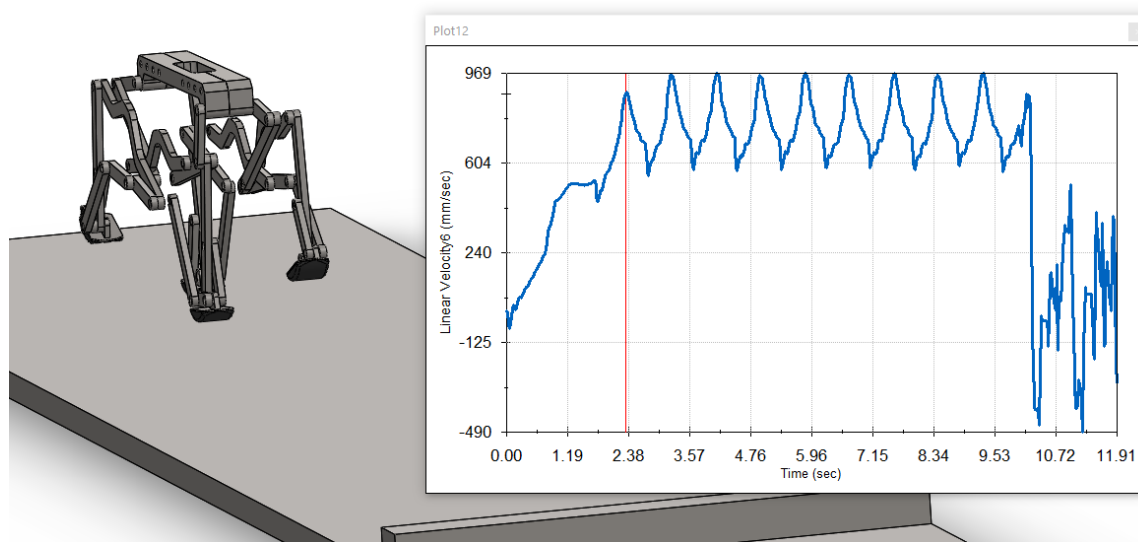 Plot12
969
604
240
-125
-490
Linear Velocity6 (mm/sec)
0.00 1.19 2.38 3.57 4.76 5.96 7.15 8.34 9.53 10.72 11.91
Time (sec)